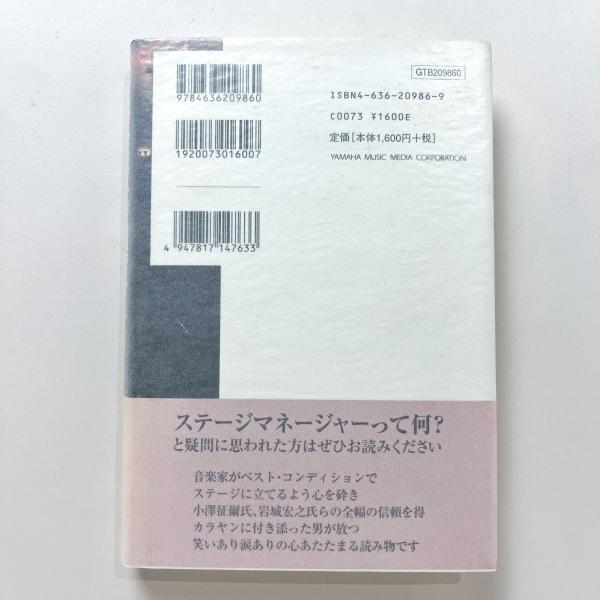 GTB209860
9784636209860
ISBN4-636-20986-9
C0073 ¥1600E
定価[本体1,600円+税]
YAMAHA MUSIC MEDIA CORPORATION
1920073016007
4 947817 147633
ステージマネージャーって何?
と疑問に思われた方はぜひお読みください
音楽家がベスト・コンディションで
ステージに立てるよう心を砕き
小澤征爾氏、岩城宏之氏らの全幅の信頼を得
カラヤンに付き添った男が放つ
笑いあり涙ありの心あたたまる読み物です